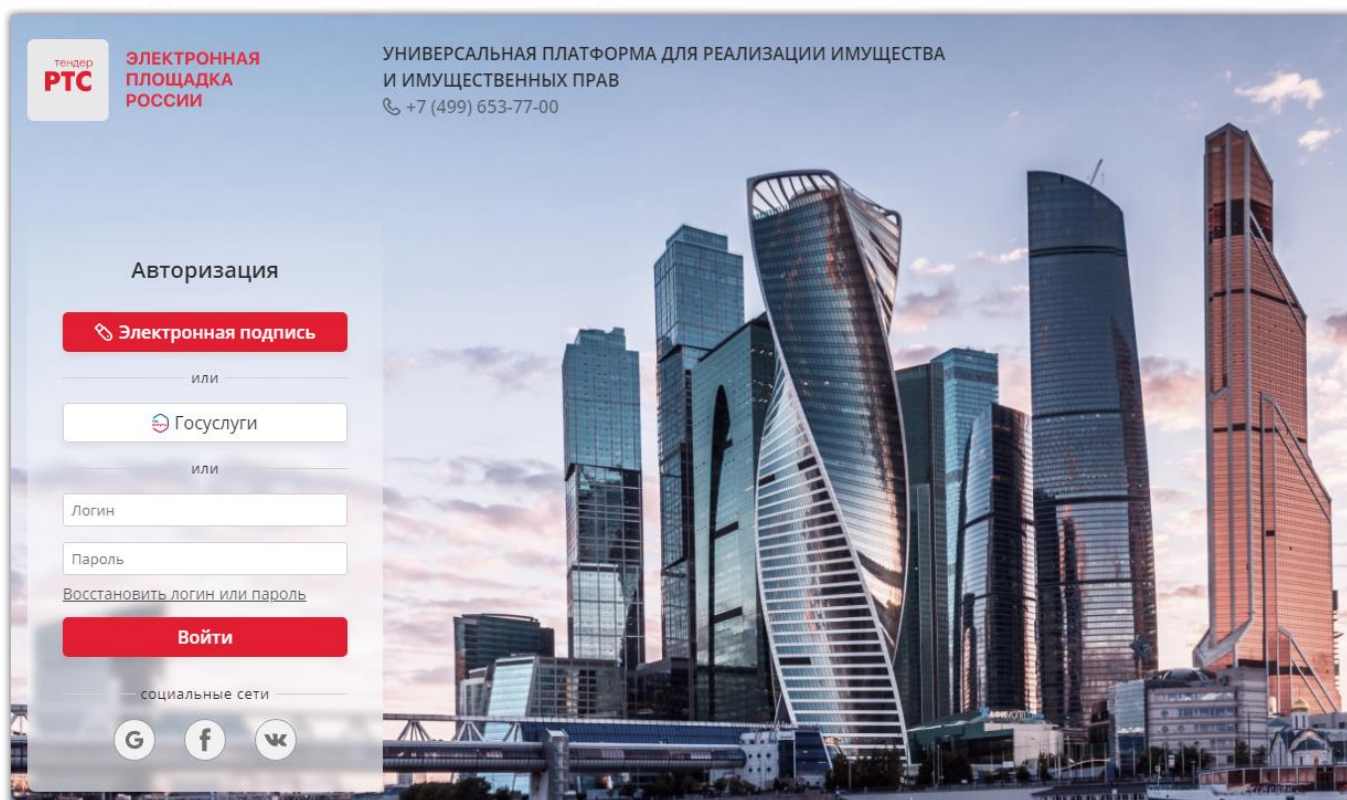 тендер
РТС
ЭЛЕКТРОННАЯ
ПЛОЩАДКА
РОССИИ
УНИВЕРСАЛЬНАЯ ПЛАТФОРМА ДЛЯ РЕАЛИЗАЦИИ ИМУЩЕСТВА
И ИМУЩЕСТВЕННЫХ ПРАВ
+7 (499) 653-77-00
Авторизация
Электронная подпись
или
Госуслуги
или
Логин
Пароль
Восстановить логин или пароль
Войти
социальные сети
G f